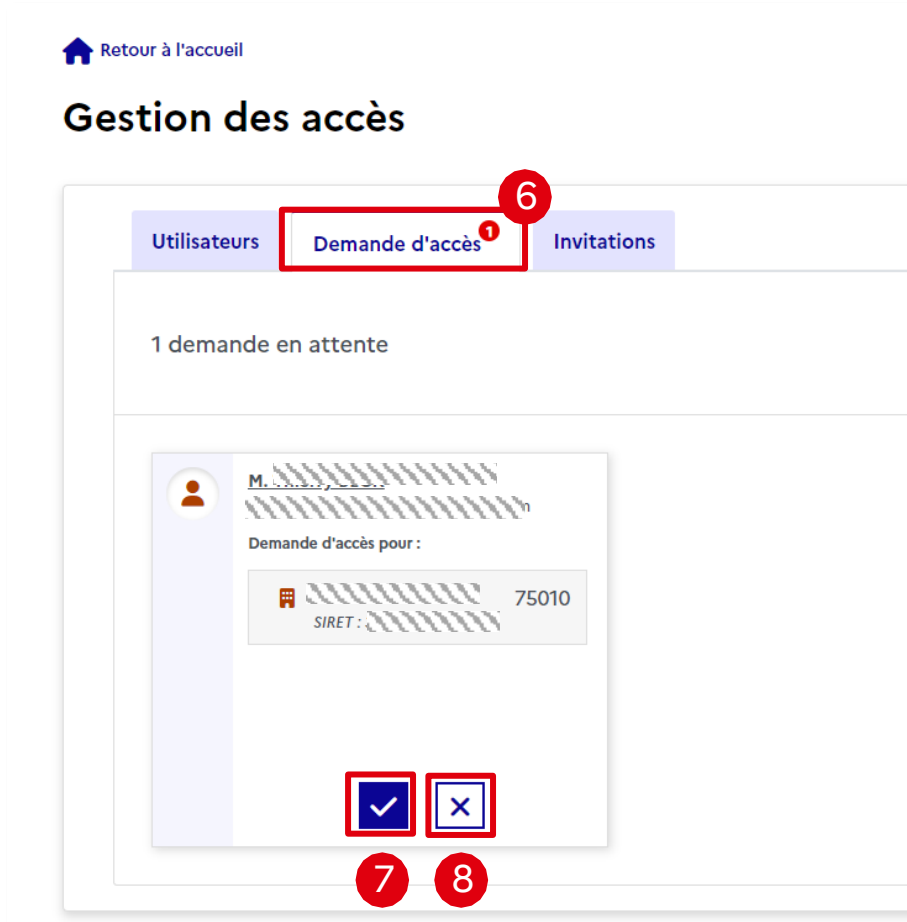 Retour à l'accueil
Gestion des accès
6
Utilisateurs
Demande d'accès
1
Invitations
1 demande en attente
M.
Demande d'accès pour :
75010
SIRET :
7
8